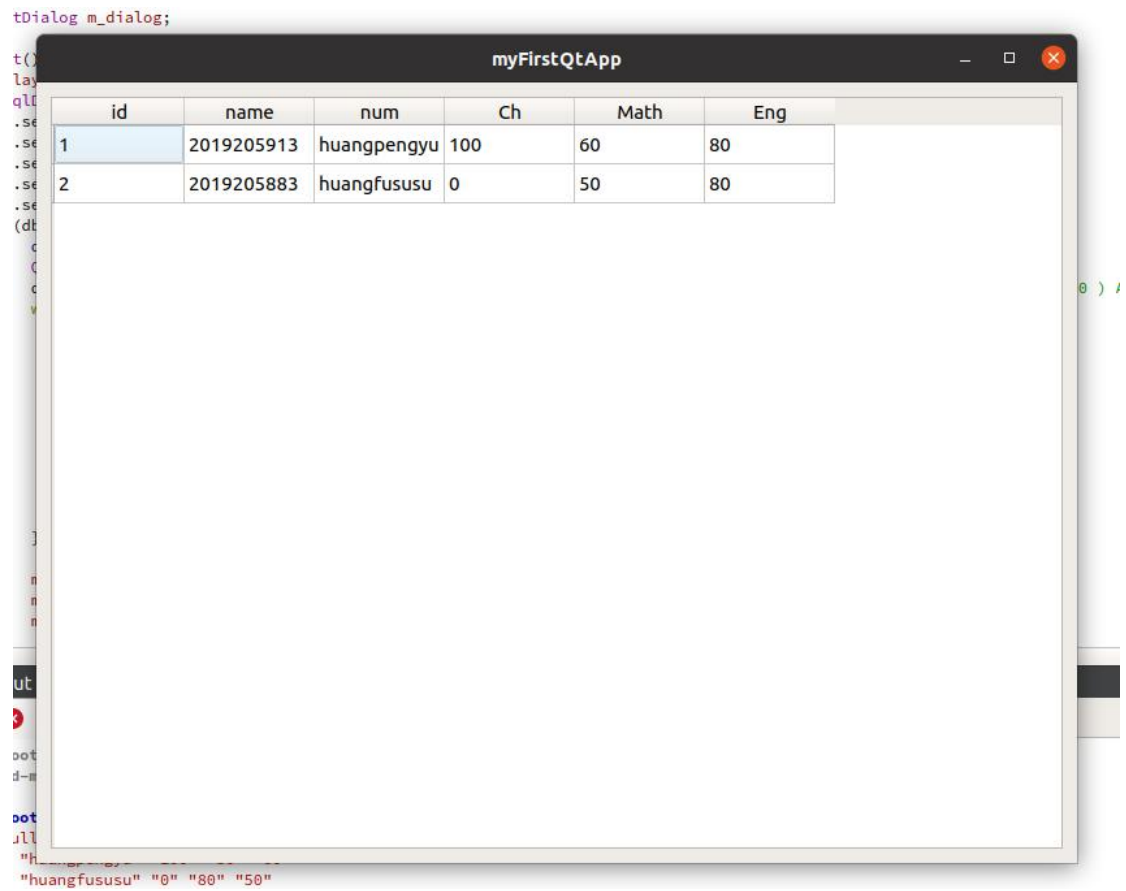 tDialog m_dialog;
myFirstQtApp
id name num Ch Math Eng
1 2019205913 huangpengyu 100 60 80
2 2019205883 huangfususu 0 50 80
0 )
"huangfususu" "0" "80" "50"